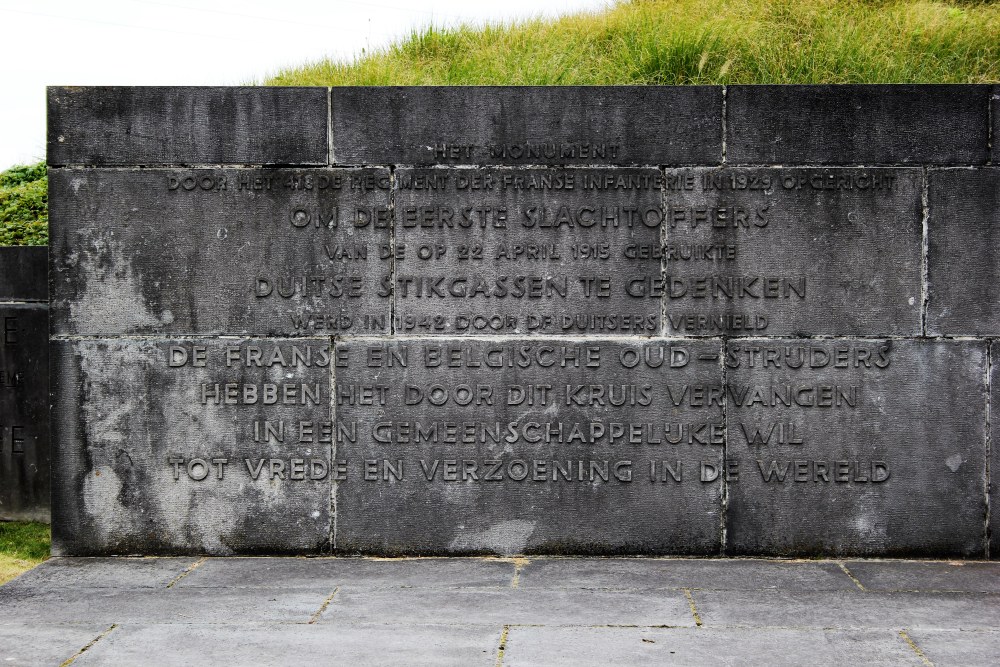 HET MONUMENT
DOOR HET 418 DE REGIMENT DER FRANSE INFANTERIE IN 1929 OPGERICHT
OM DE EERSTE SLACHTOFFERS
VAN DE OP 22 APRIL 1915 GEBRUIKTE
DUITSE STIKGASSEN TE GEDENKEN
WERD IN 1942 DOOR DE DUITSERS VERNIELD
DE FRANSE EN BELGISCHE OUD-STRIJDERS
HEBBEN HET DOOR DIT KRUIS VERVANGEN
IN EEN GEMEENSCHAPPELIJKE WIL
TOT VREDE EN VERZOENING IN DE WERELD